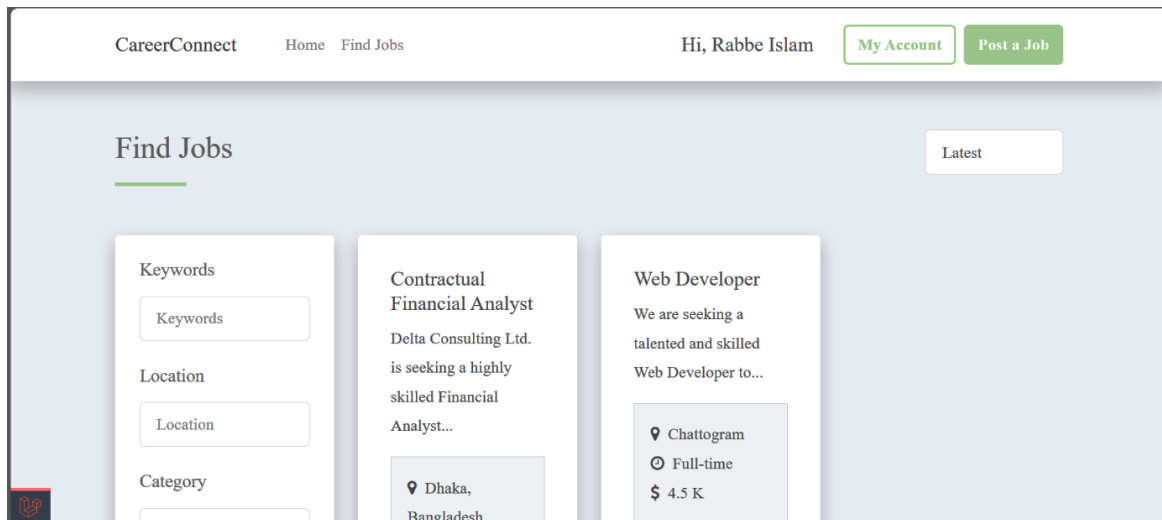 CareerConnect
Home Find Jobs
Hi, Rabbe Islam
My Account
Post a Job
Find Jobs
Latest
Keywords
Keywords
Location
Location
Category
Contractual
Financial Analyst
Delta Consulting Ltd.
is seeking a highly
skilled Financial
Analyst...
Dhaka,
Bangladesh
Web Developer
We are seeking a
talented and skilled
Web Developer to...
Chattogram
Full-time
$ 4.5 K